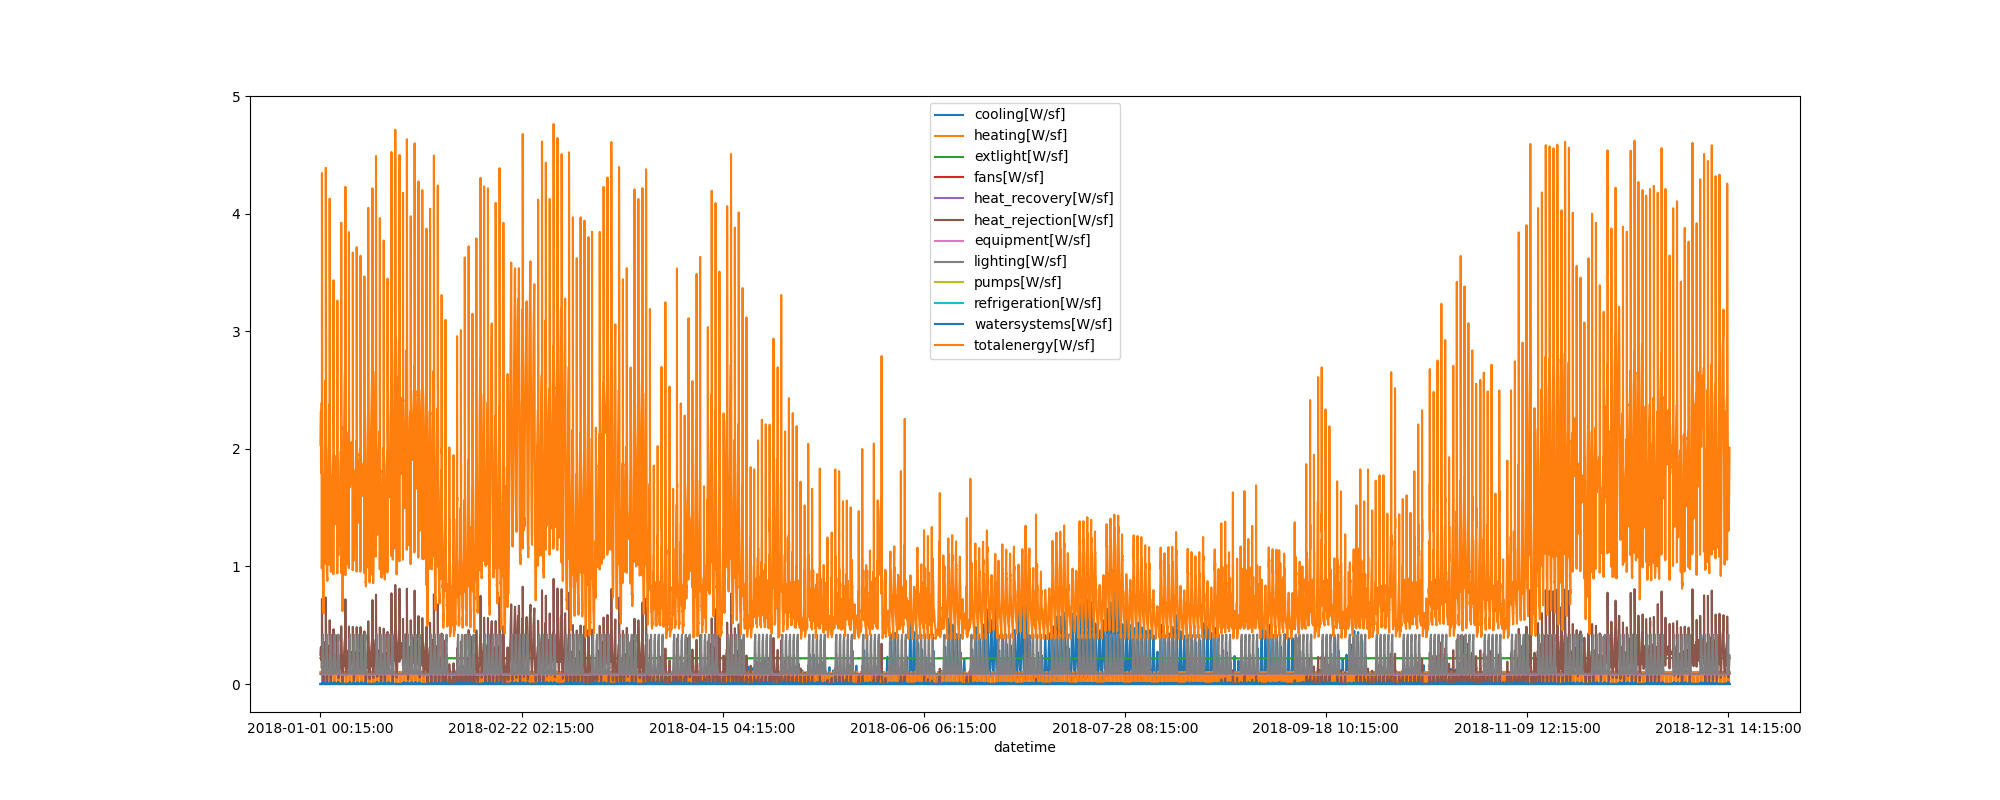 5
4
3
2
1
0
cooling[W/sf]
heating[W/sf]
extlight[W/sf]
fans[W/sf]
heat_recovery[W/sf]
heat_rejection[W/sf]
equipment[W/sf]
lighting[W/sf]
pumps[W/sf]
refrigeration[W/sf]
watersystems[W/sf]
totalenergy[W/sf]
2018-01-01 00:15:00 2018-02-22 02:15:00 2018-04-15 04:15:00 2018-06-06 06:15:00 2018-07-28 08:15:00 2018-09-18 10:15:00 2018-11-09 12:15:00 2018-12-31 14:15:00
datetime